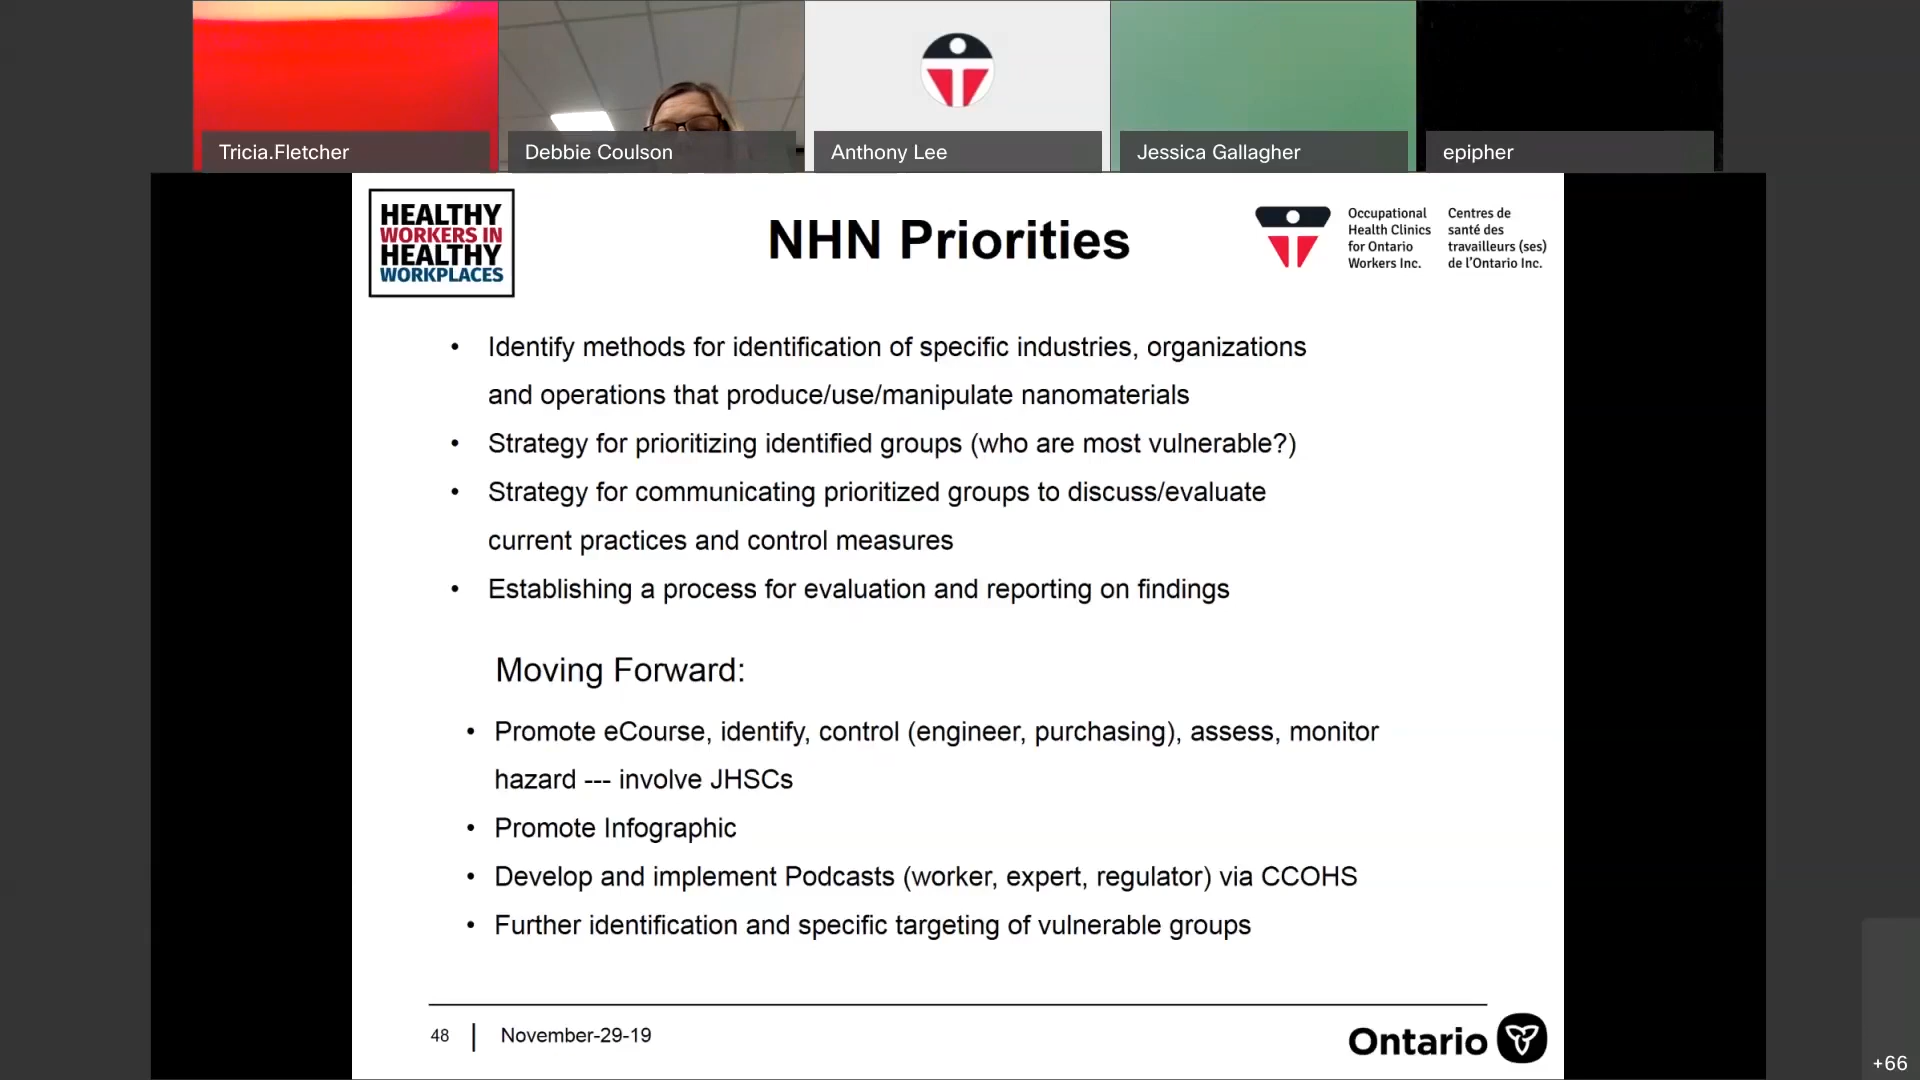 Tricia.Fletcher
Debbie Coulson
Anthony Lee
Jessica Gallagher
epipher
HEALTHY
WORKERS IN
HEALTHY
WORKPLACES
NHN Priorities
Occupational
Health Clinics
for Ontario
Workers Inc.
Centres de
santé des
travailleurs (ses)
de l'Ontario Inc.
• Identify methods for identification of specific industries, organizations
and operations that produce/use/manipulate nanomaterials
• Strategy for prioritizing identified groups (who are most vulnerable?)
• Strategy for communicating prioritized groups to discuss/evaluate
current practices and control measures
• Establishing a process for evaluation and reporting on findings
Moving Forward:
• Promote eCourse, identify, control (engineer, purchasing), assess, monitor
hazard --- involve JHSCs
• Promote Infographic
• Develop and implement Podcasts (worker, expert, regulator) via CCOHS
• Further identification and specific targeting of vulnerable groups
48 | November-29-19
Ontario
+66